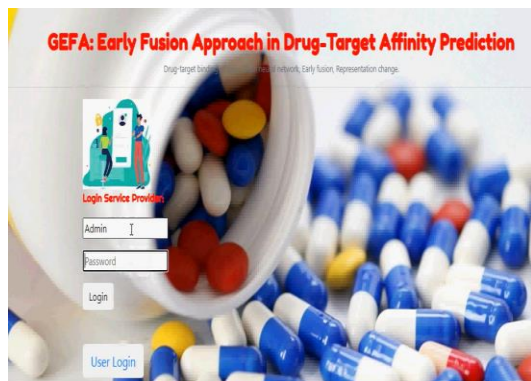 GEFA: Early Fusion Approach in Drug-Target Affinity Prediction
Drug-target network, Early fusion, Representation change.
Login Service Provider
Admin
Password
Login
User Login